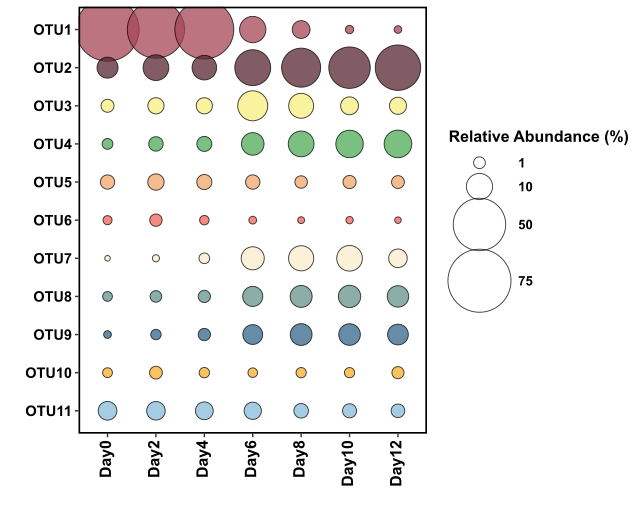 OTU1
OTU2
OTU3
OTU4
OTU5
OTU6
OTU7
OTU8
OTU9
OTU10
OTU11
Day0
Day2
Day4
Day6
Day8
Day10
Day12
Relative Abundance (%)
1
10
50
75